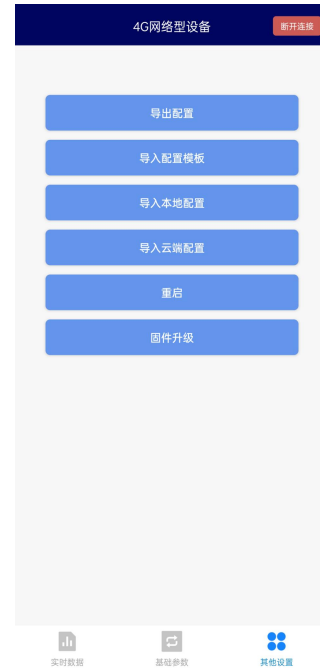 4G网络型设备
断开连接
导出配置
导入配置模板
导入本地配置
导入云端配置
重启
固件升级
实时数据
基础参数
其他设置